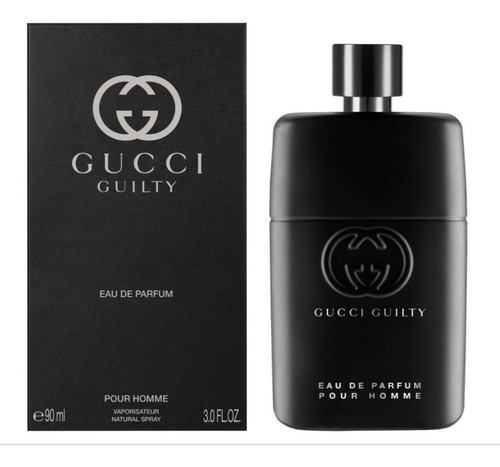 GUCCI
GUILTY
EAU DE PARFUM
POUR HOMME
℮90 ml
VAPORISATEUR
NATURAL SPRAY
3.0 FL.OZ.
GUCCI GUILTY
EAU DE PARFUM
POUR HOMME